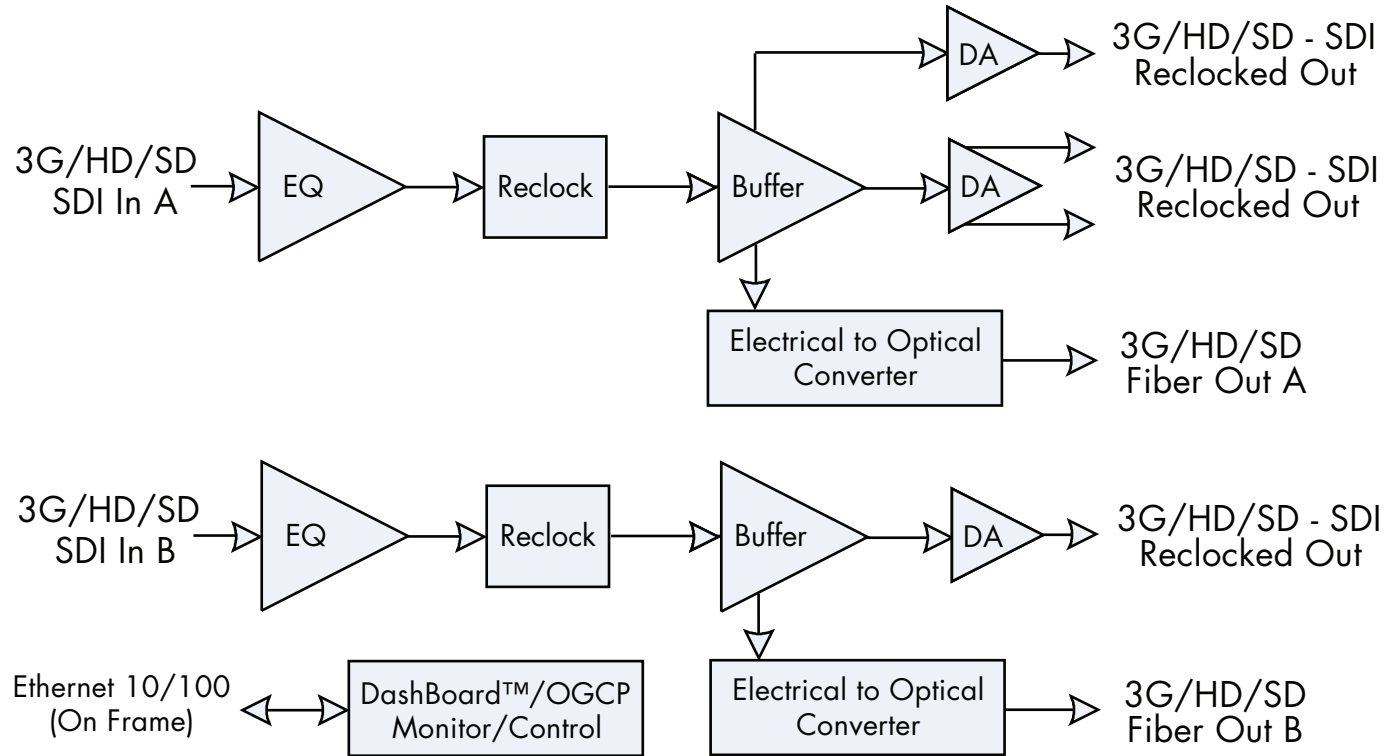 DA
3G/HD/SD - SDI
Reclocked Out
3G/HD/SD
SDI In A
EQ
Reclock
Buffer
DA
3G/HD/SD - SDI
Reclocked Out
Electrical to Optical
Converter
3G/HD/SD
Fiber Out A
3G/HD/SD
SDI In B
EQ
Reclock
Buffer
DA
3G/HD/SD - SDI
Reclocked Out
Ethernet 10/100
(On Frame)
DashBoard™/OGCP
Monitor/Control
Electrical to Optical
Converter
3G/HD/SD
Fiber Out B